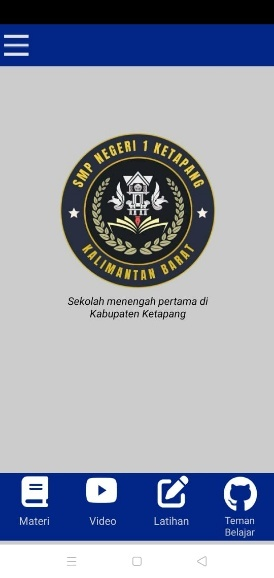 SMP NEGERI 1 KETAPANG
KALIMANTAN BARAT
Sekolah menengah pertama di
Kabupaten Ketapang
Materi
Video
Latihan
Teman
Belajar